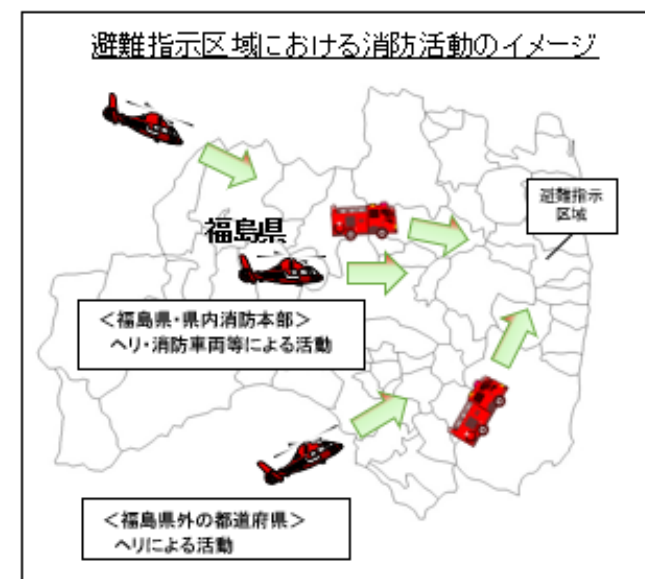 避難指示区域における消防活動のイメージ
避難指示
区域
福島県
＜福島県・県内消防本部＞
ヘリ・消防車両等による活動
＜福島県外の都道府県＞
ヘリによる活動